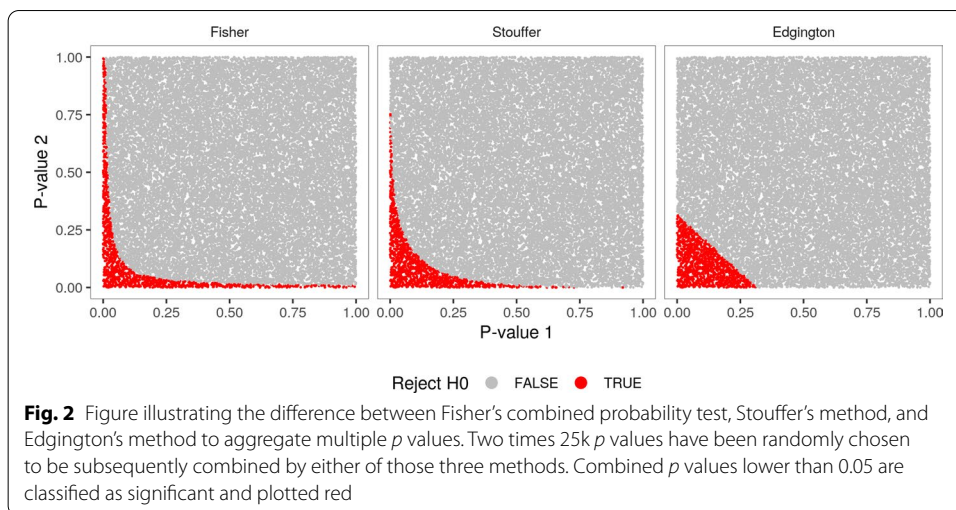 Fisher
Stouffer
Edgington
P-value 2
1.00
0.75
0.50
0.25
0.00
0.00 0.25 0.50 0.75 1.00
0.00 0.25 0.50 0.75 1.00
0.00 0.25 0.50 0.75 1.00
P-value 1
Reject H0 FALSE TRUE
Fig. 2 Figure illustrating the difference between Fisher's combined probability test, Stouffer's method, and
Edgington's method to aggregate multiple p values. Two times 25k p values have been randomly chosen
to be subsequently combined by either of those three methods. Combined p values lower than 0.05 are
classified as significant and plotted red